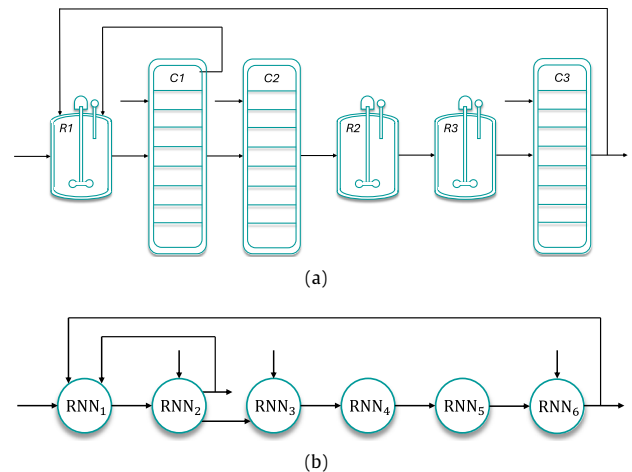 C1 C2 C3
R1 R2 R3
(a)
RNN₁ RNN₂ RNN₃ RNN₄ RNN₅ RNN₆
(b)